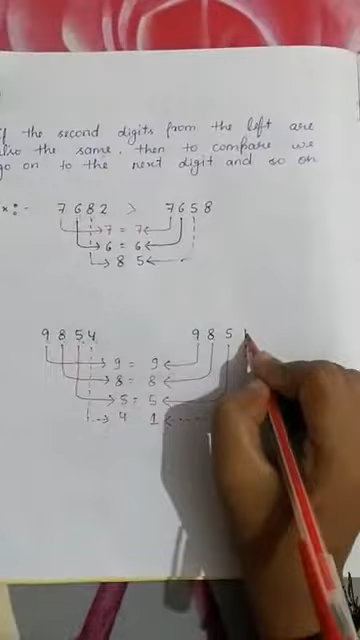 if the second digits from the left are
also the same, then to compare we
go on to the next digit and so on
7682 > 7658
7 = 7
6 = 6
8 5
9854 985
9 = 9
8 = 8
5 = 5
4 1